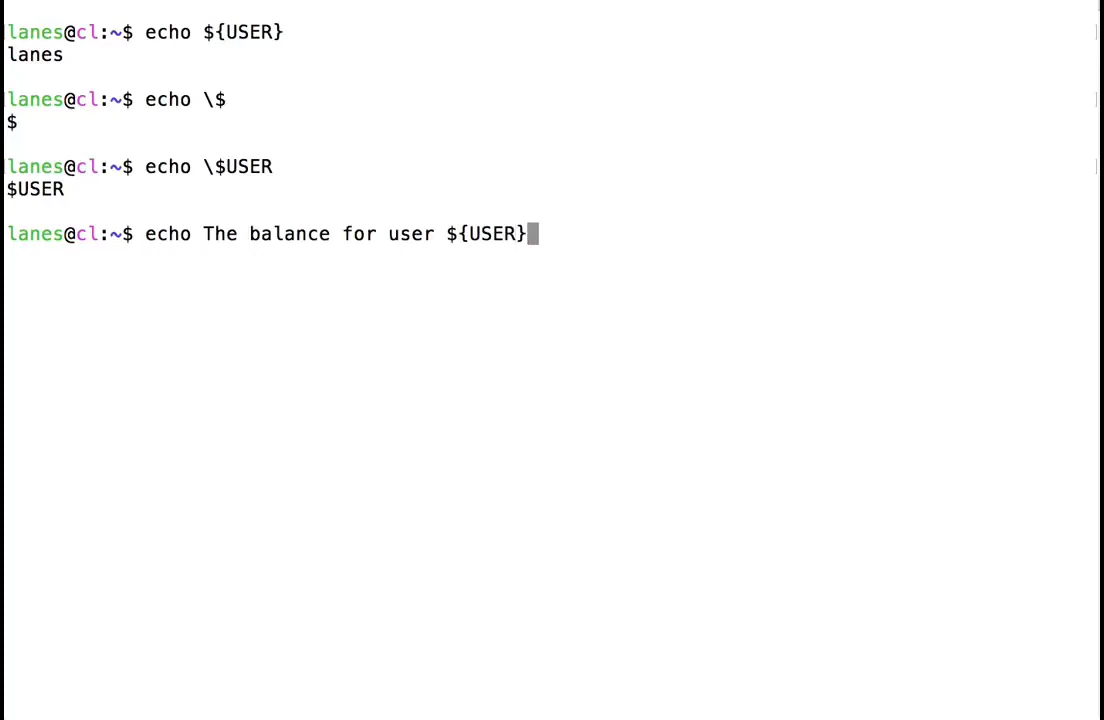 lanes@cl:~$ echo ${USER}
lanes
lanes@cl:~$ echo \$
$
lanes@cl:~$ echo \$USER
$USER
lanes@cl:~$ echo The balance for user ${USER}